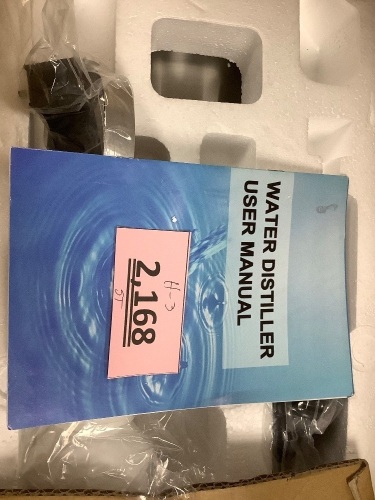 WATER DISTILLER
USER MANUAL
H-3
2,168
ST